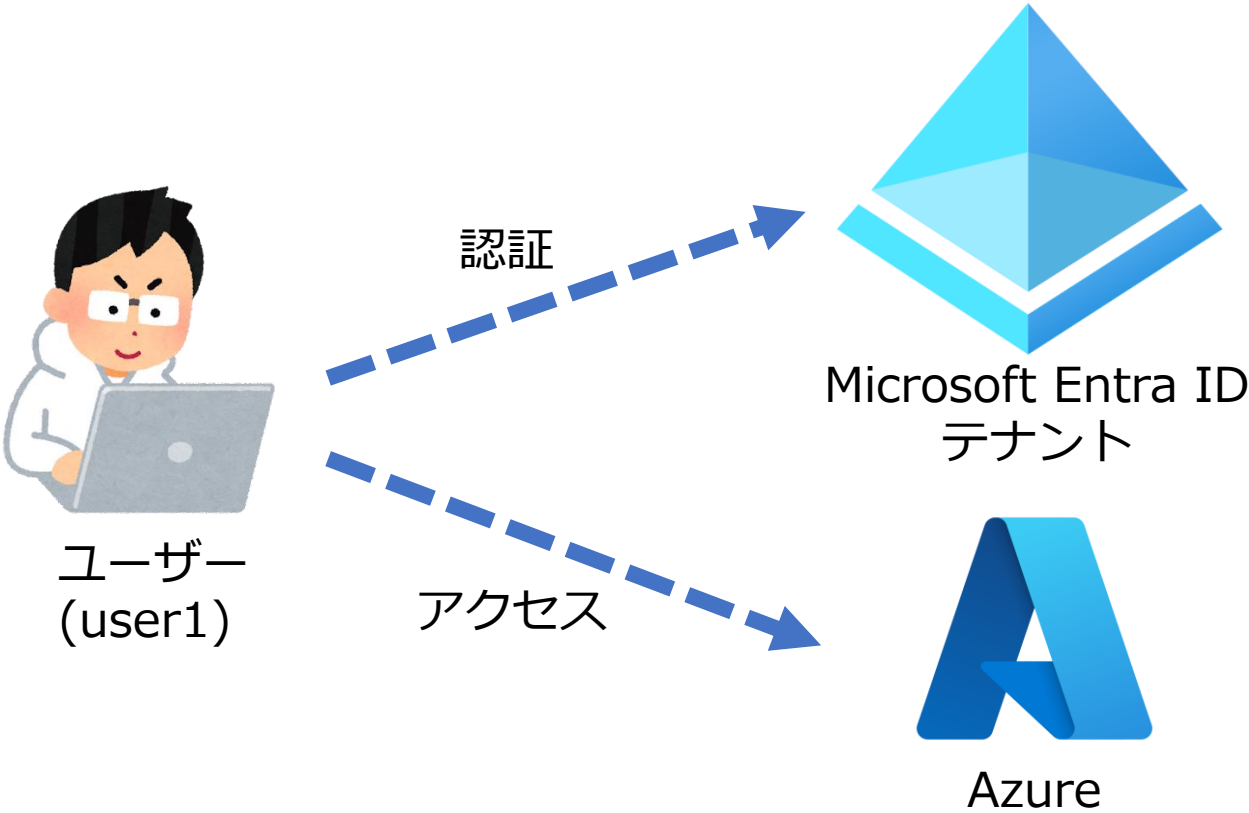 認証
Microsoft Entra ID
テナント
ユーザー
(user1)
アクセス
Azure